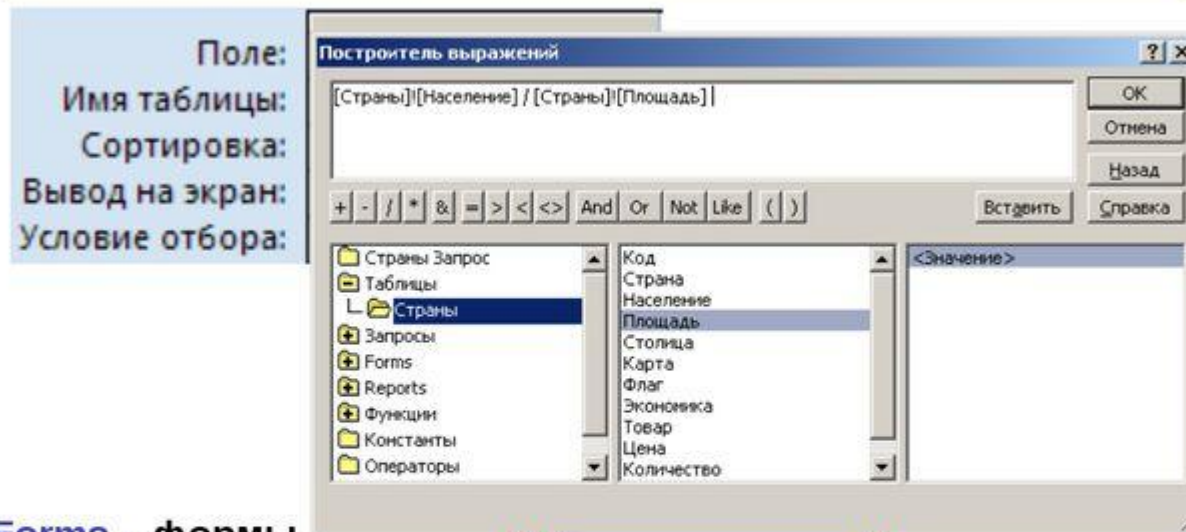 Поле:
Имя таблицы:
Сортировка:
Вывод на экран:
Условие отбора:
Построитель выражений
[Страны]![Население] / [Страны]![Площадь]
OK
Отмена
Назад
Справка
+ - / * & = > < <> And Or Not Like ( )
Вставить
Страны Запрос
Таблицы
Страны
Запросы
Forms
Reports
Функции
Константы
Операторы
Код
Страна
Население
Площадь
Столица
Карта
Флаг
Экономика
Товар
Цена
Количество
<Значение>
Forms формы